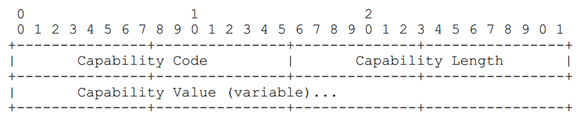 0                   1                   2
0 1 2 3 4 5 6 7 8 9 0 1 2 3 4 5 6 7 8 9 0 1 2 3 4 5 6 7 8 9 0 1
+---------------+---------------+--------------+----------------+
|       Capability Code         |       Capability Length       |
+---------------+---------------+--------------+----------------+
|       Capability Value (variable)...
+---------------+---------------+--------------+----------------+